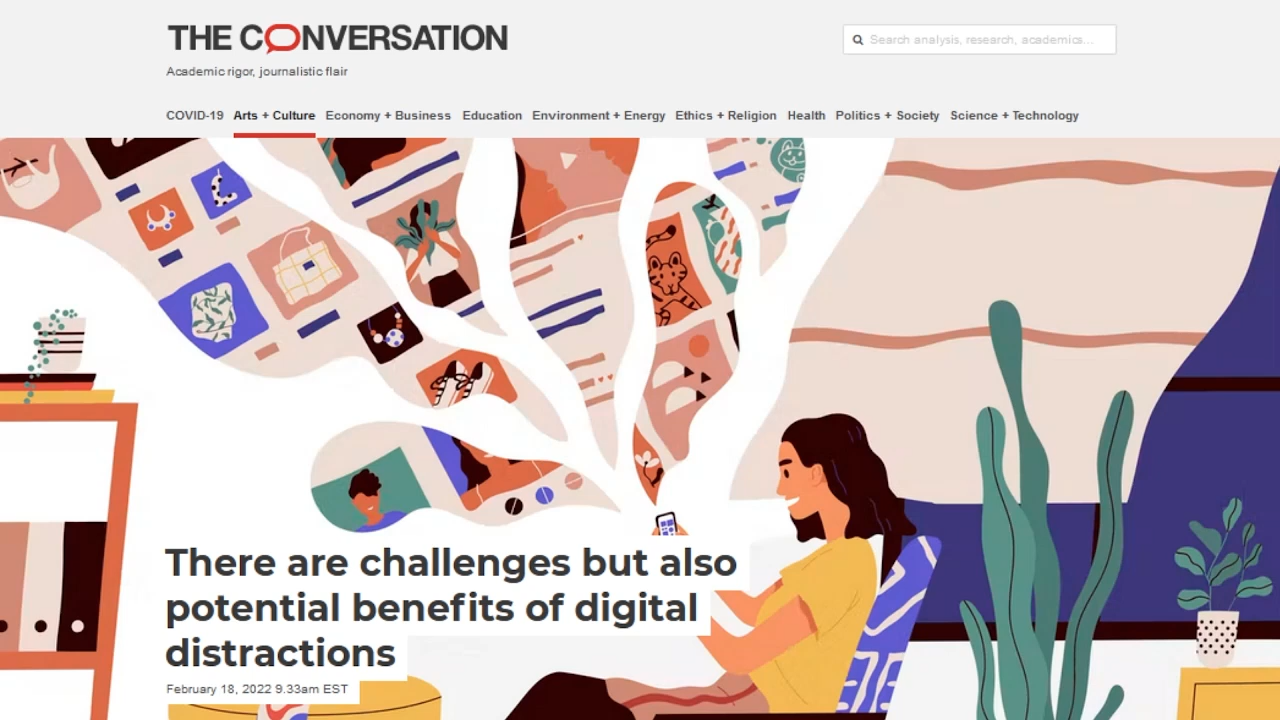 THE CONVERSATION
Search analysis, research, academics...
Academic rigor, journalistic flair
COVID-19 Arts + Culture Economy + Business Education Environment + Energy Ethics + Religion Health Politics + Society Science + Technology
There are challenges but also
potential benefits of digital
distractions
February 18, 2022 9.33am EST